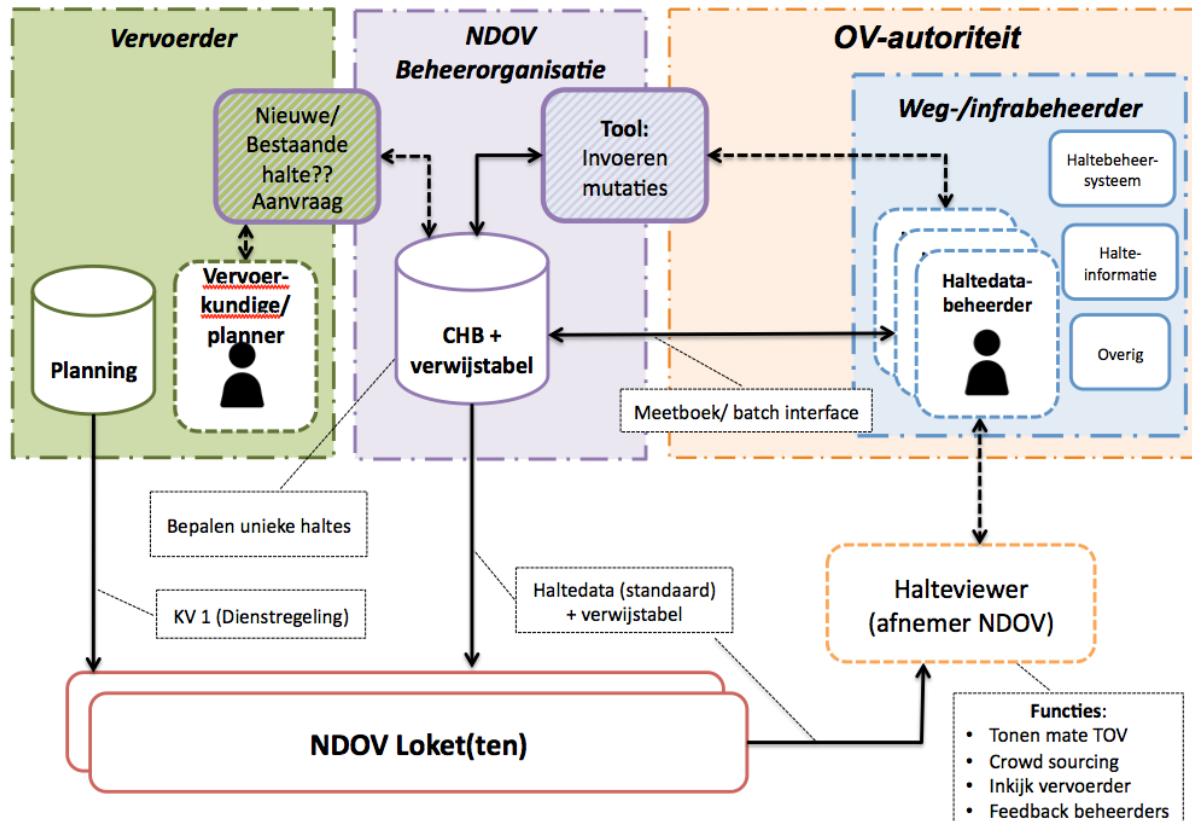 Vervoerder
NDOV
Beheerorganisatie
OV-autoriteit
Weg-/infrabeheerder
Nieuwe/
Bestaande
halte??
Aanvraag
Tool:
Invoeren
mutaties
Haltebeheer-
systeem
Halte-
informatie
Overig
Planning
Vervoer-
kundige/
planner
CHB +
verwijstabel
Haltedata-
beheerder
Meetboek/ batch interface
Bepalen unieke haltes
KV 1 (Dienstregeling)
Haltedata (standaard)
+ verwijstabel
Halteviewer
(afnemer NDOV)
NDOV Loket(ten)
Functies:
• Tonen mate TOV
• Crowd sourcing
• Inkijk vervoerder
• Feedback beheerders